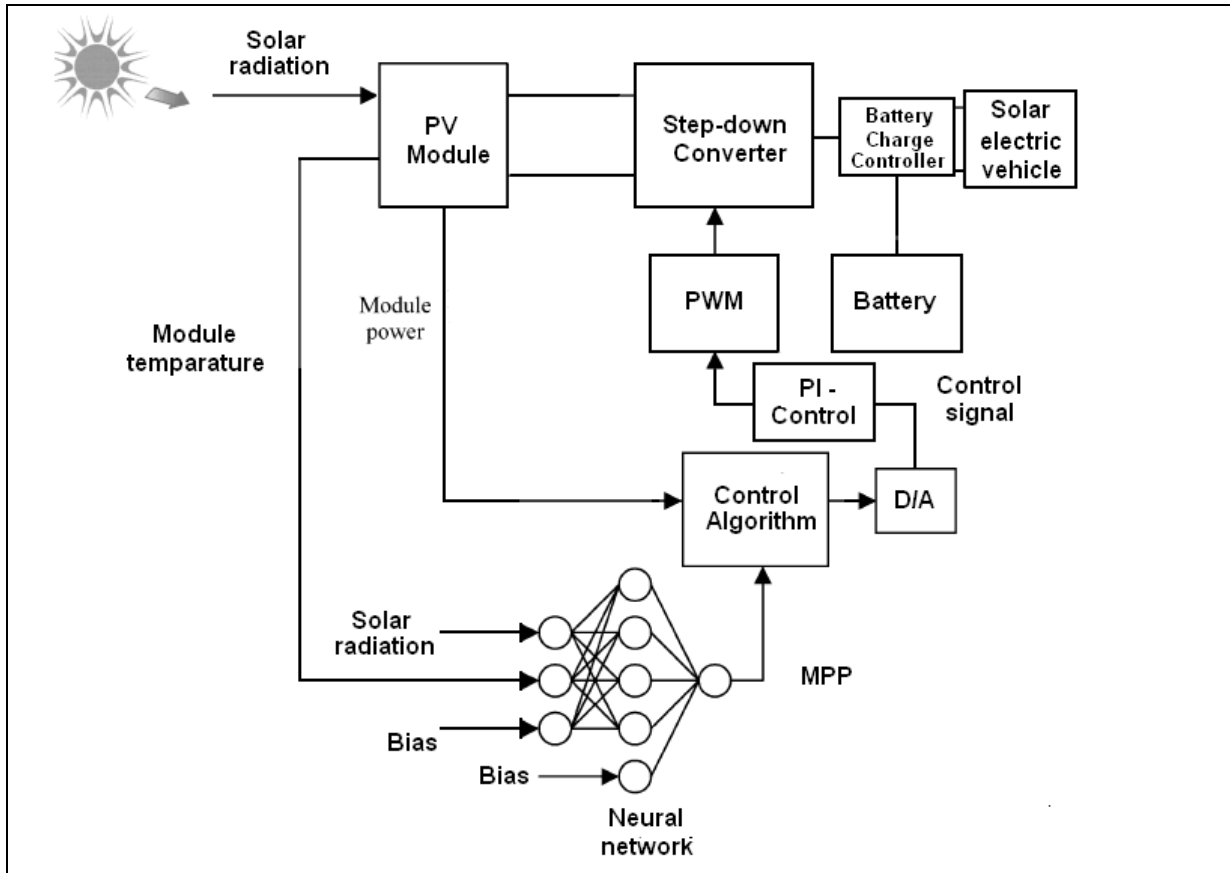 Solar
radiation
PV
Module
Step-down
Converter
Battery
Charge
Controller
Solar
electric
vehicle
Module
temparature
Module
power
PWM
Battery
PI -
Control
Control
signal
Control
Algorithm
D/A
Solar
radiation
MPP
Bias
Bias
Neural
network